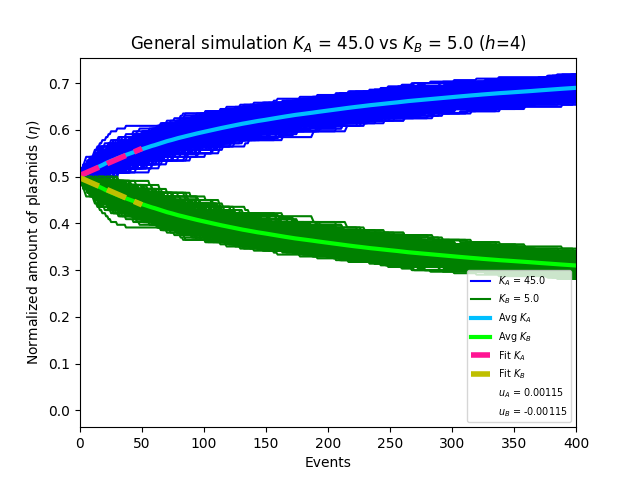 General simulation K_A = 45.0 vs K_B = 5.0 (h=4)
Normalized amount of plasmids (η)
0.7
0.6
0.5
0.4
0.3
0.2
0.1
0.0
K_A = 45.0
K_B = 5.0
Avg K_A
Avg K_B
Fit K_A
Fit K_B
u_A = 0.00115
u_B = -0.00115
0 50 100 150 200 250 300 350 400
Events